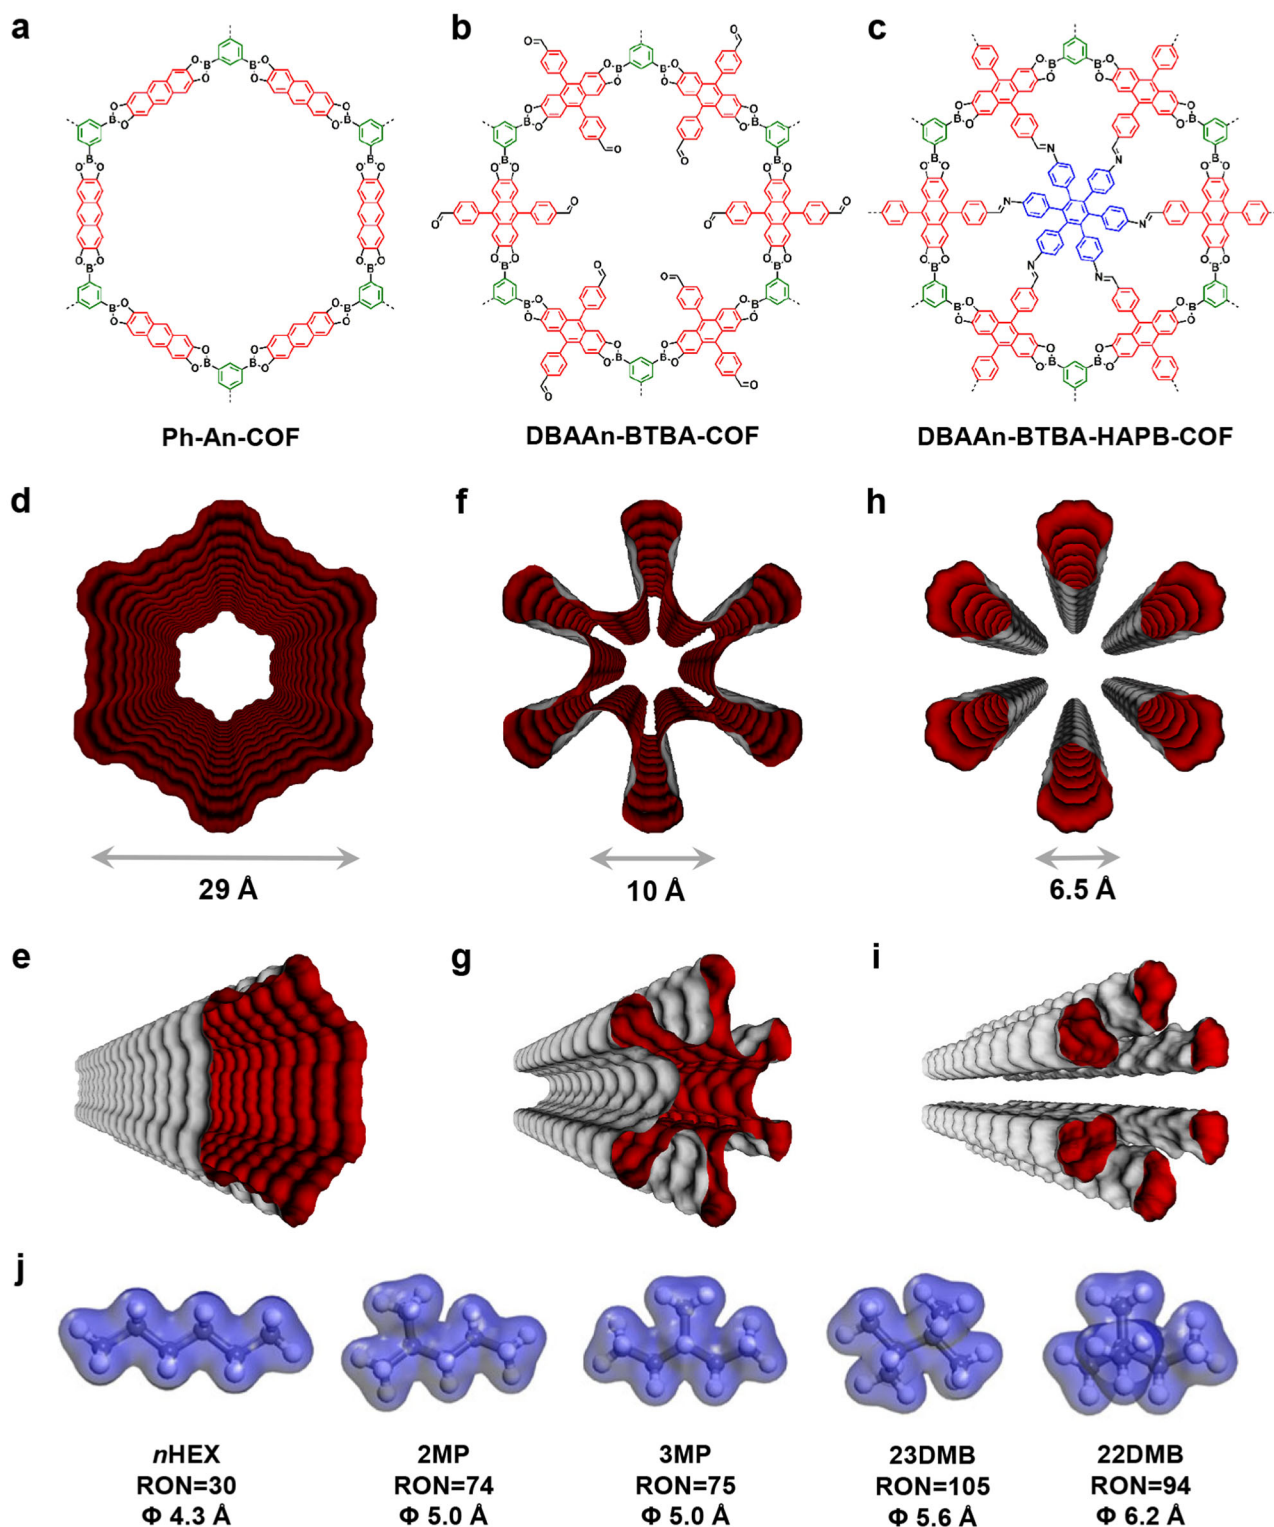 a b c
Ph-An-COF DBAAn-BTBA-COF DBAAn-BTBA-HAPB-COF
d f h
29 Å 10 Å 6.5 Å
e g i
j
nHEX 2MP 3MP 23DMB 22DMB
RON=30 RON=74 RON=75 RON=105 RON=94
Φ 4.3 Å Φ 5.0 Å Φ 5.0 Å Φ 5.6 Å Φ 6.2 Å